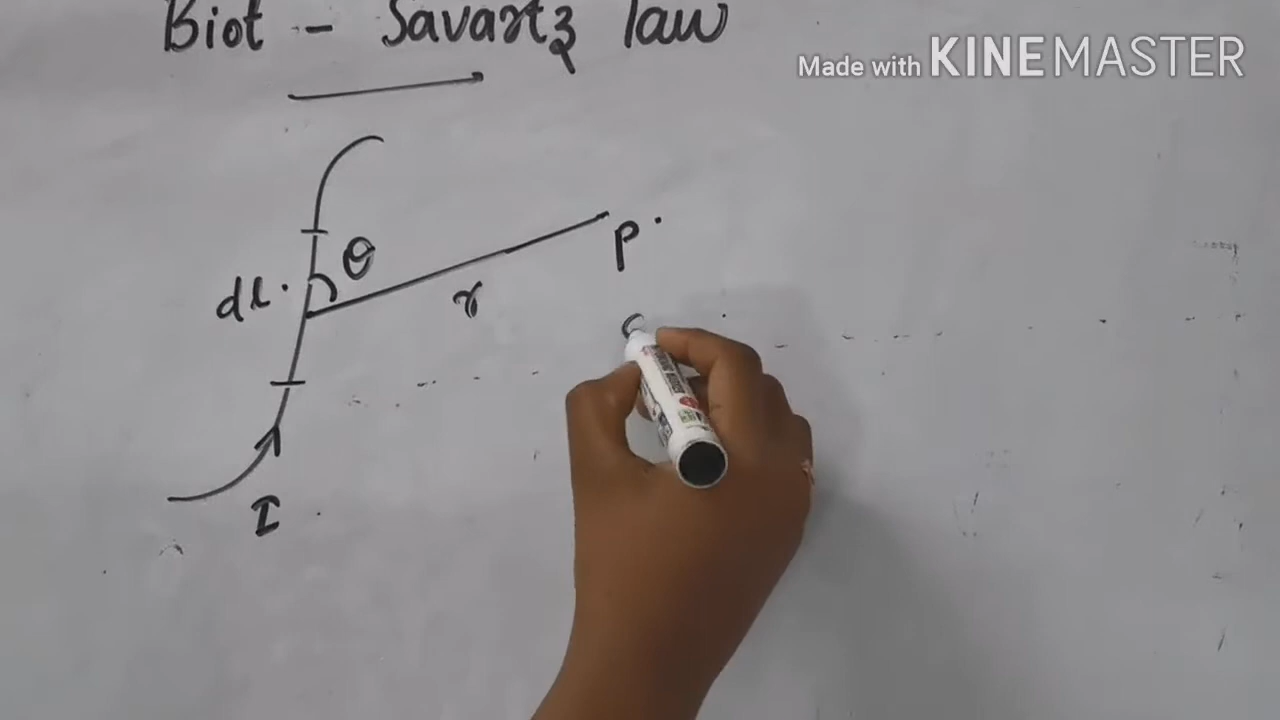 Biot - Savartz law
Made with KINEMASTER
θ
P.
dl.
r
I